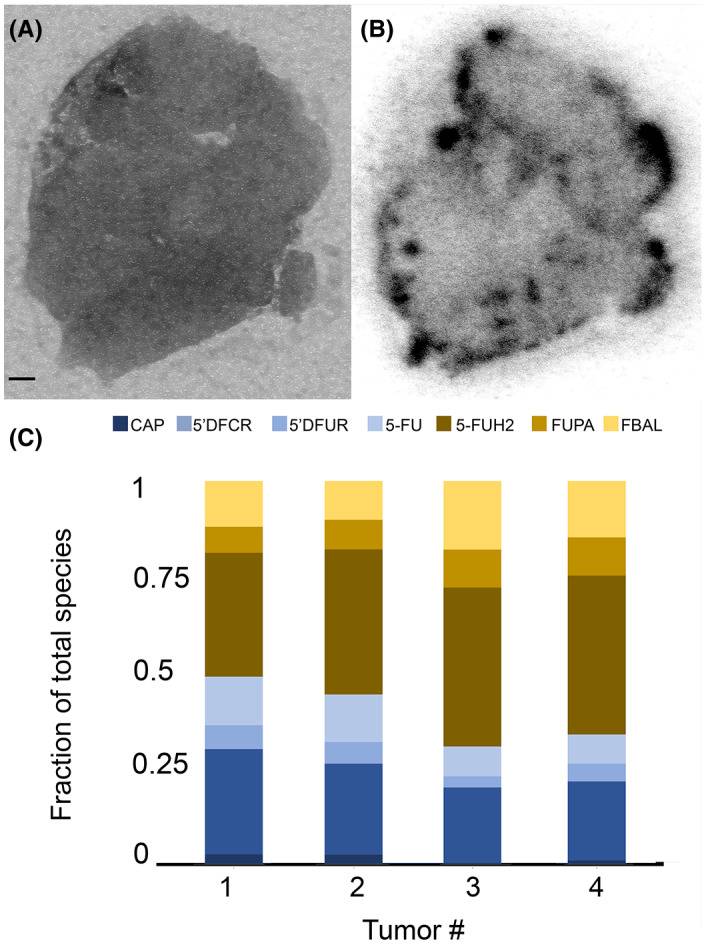 (A)
(B)
(C)
CAP 5'DFCR 5'DFUR 5-FU 5-FUH2 FUPA FBAL
1
0.75
0.5
0.25
0
Fraction of total species
1 2 3 4
Tumor #